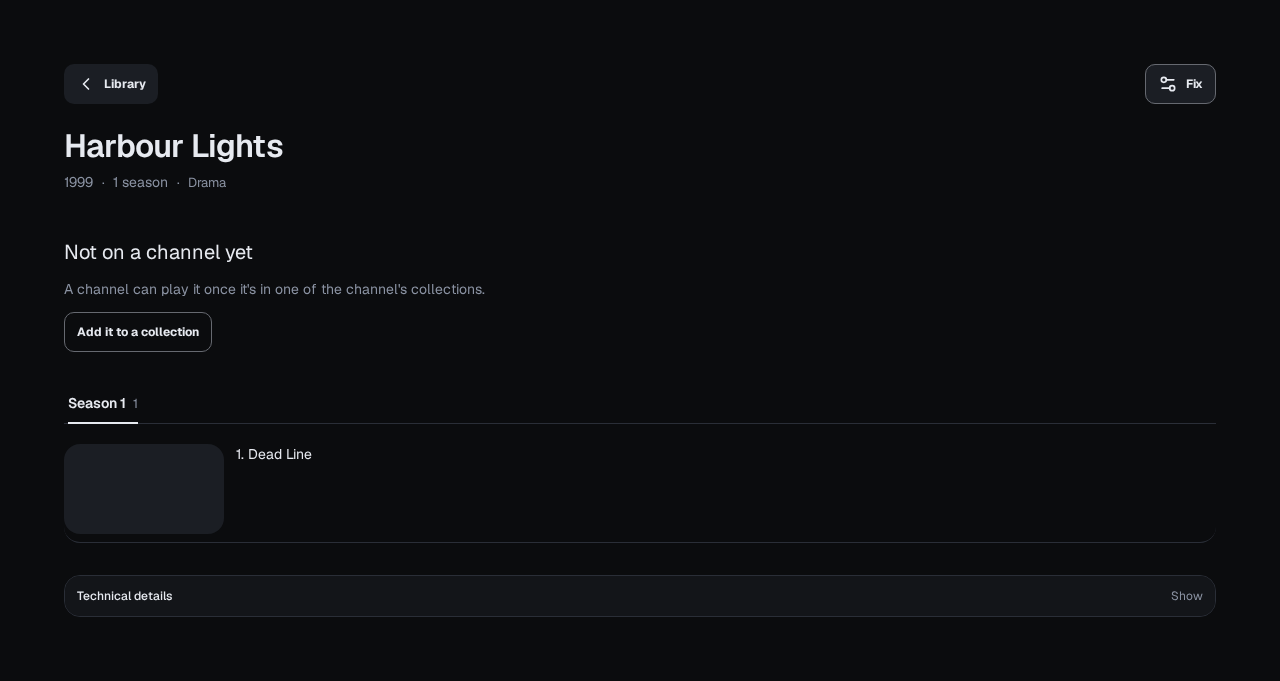 Library
Fix
Harbour Lights
1999 · 1 season · Drama
Not on a channel yet
A channel can play it once it's in one of the channel's collections.
Add it to a collection
Season 1 1
1. Dead Line
Technical details
Show